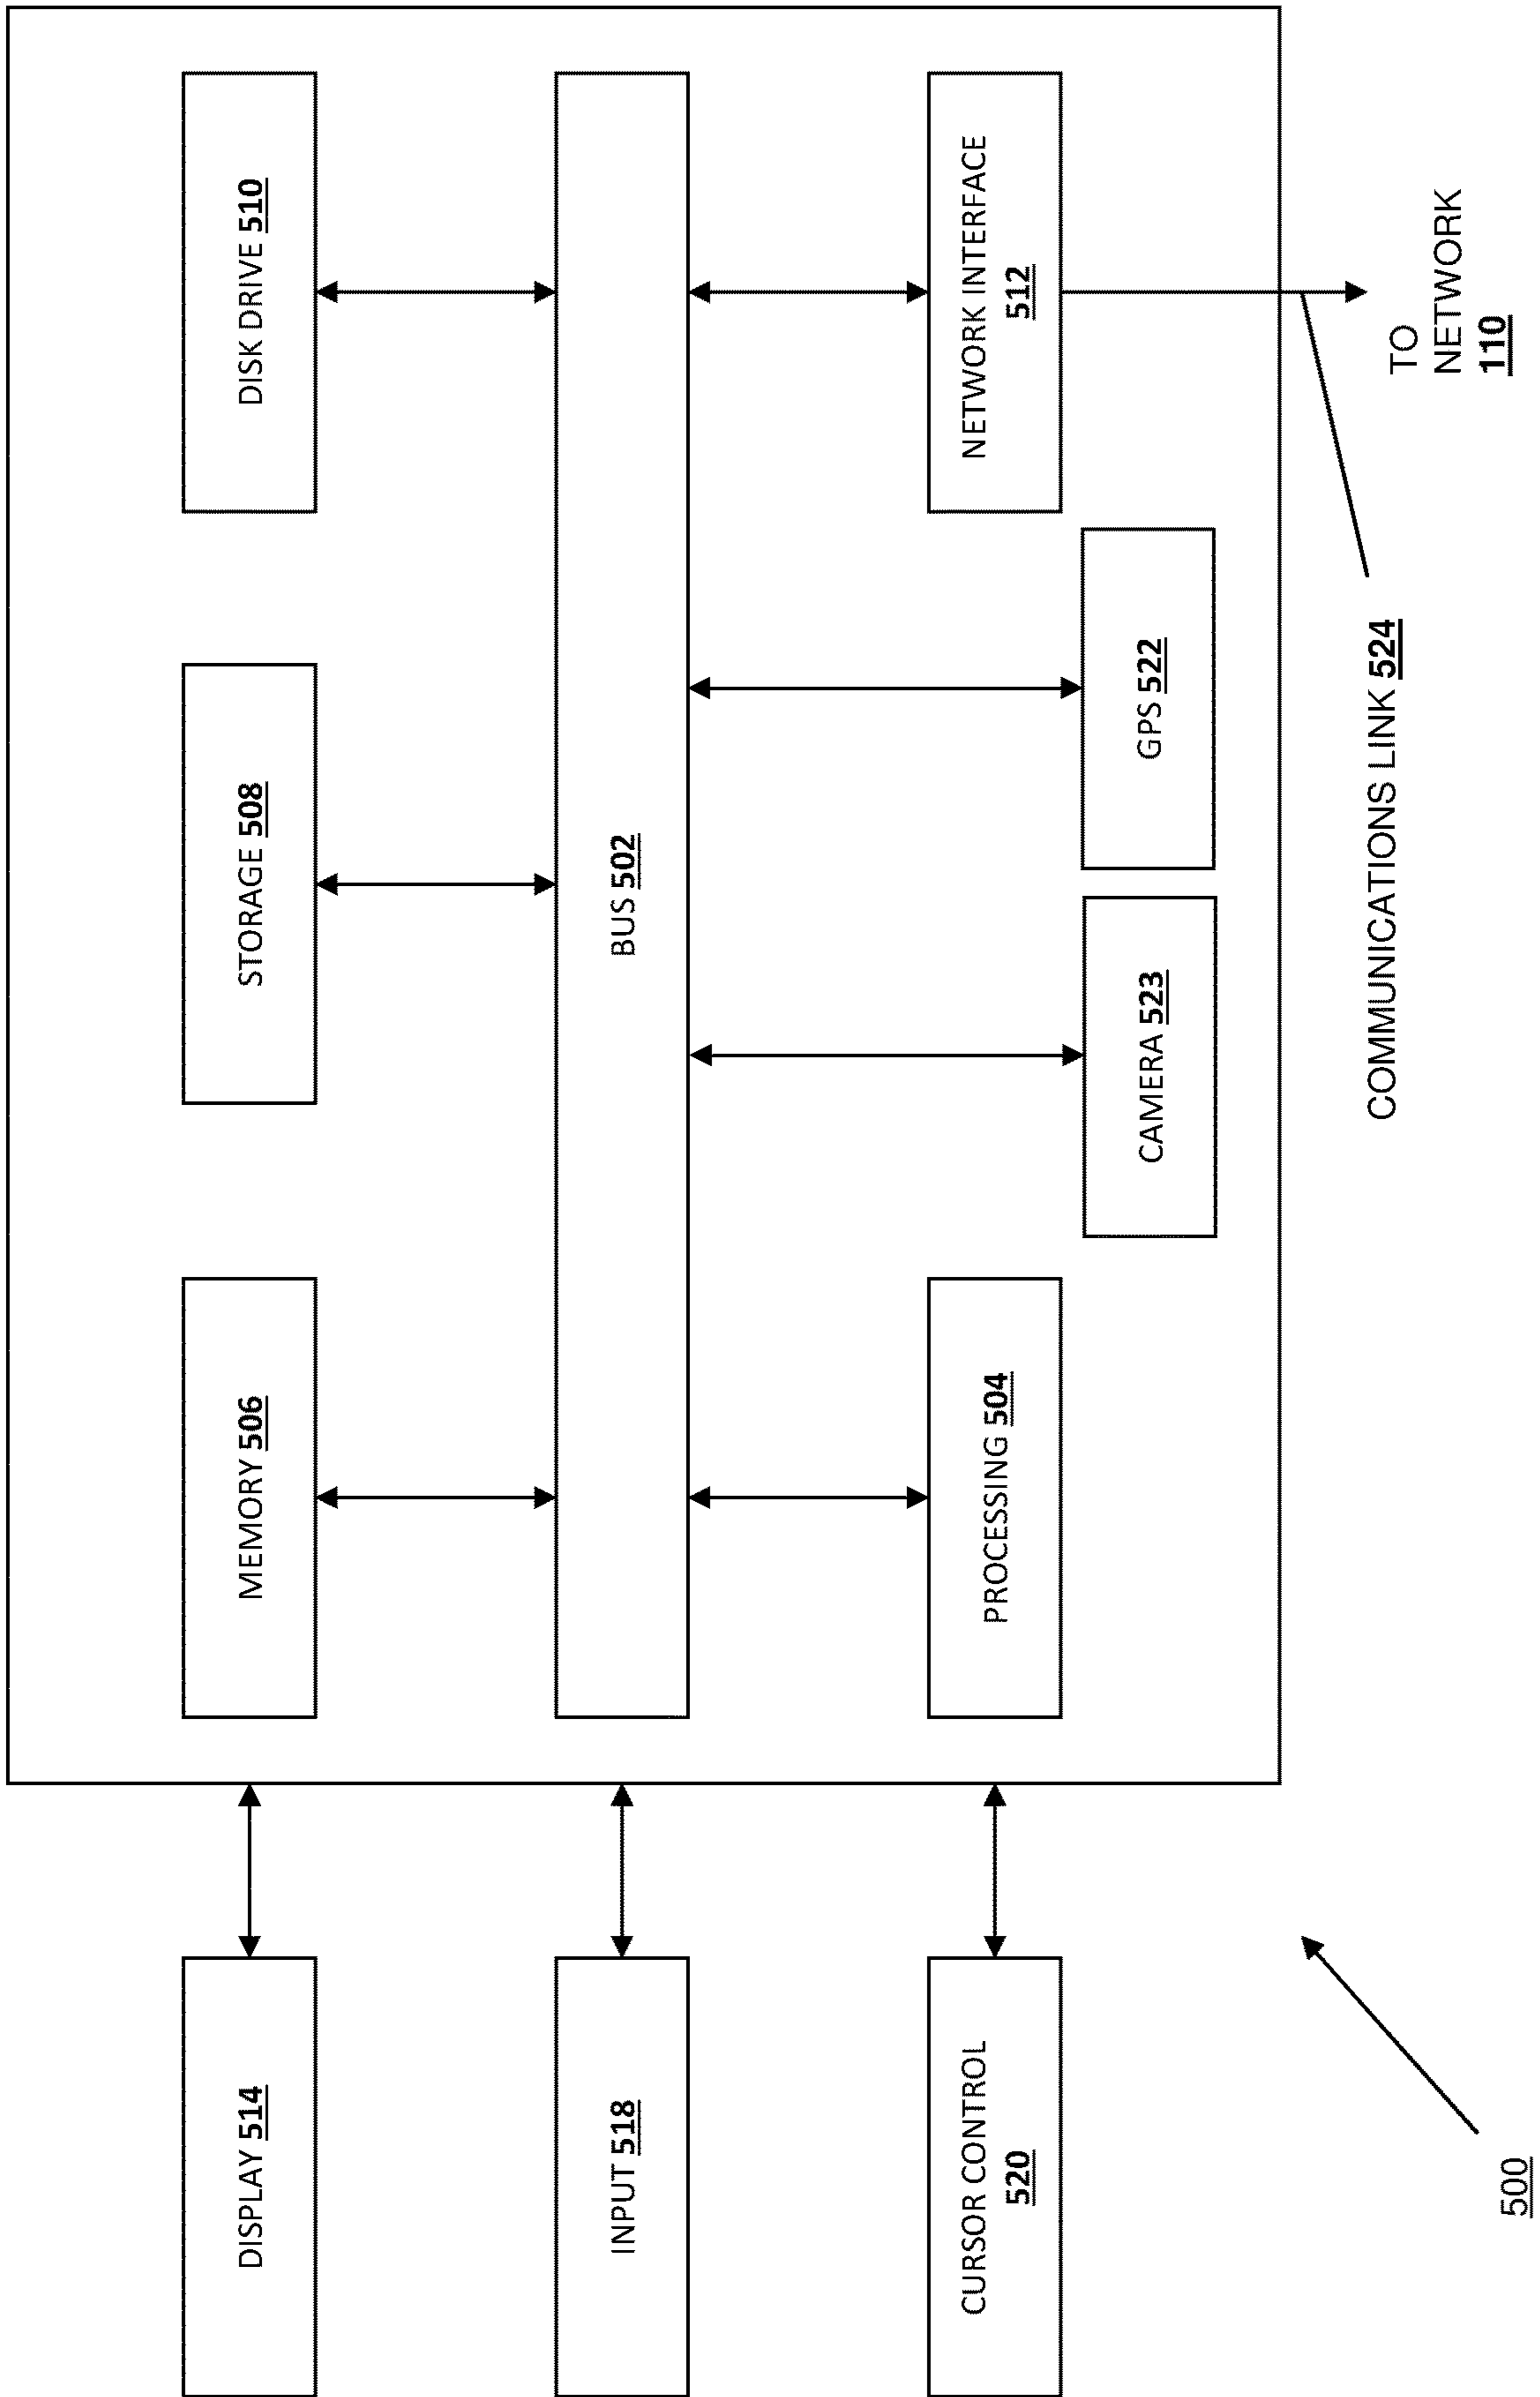 DISPLAY 514
MEMORY 506
STORAGE 508
DISK DRIVE 510
INPUT 518
BUS 502
CURSOR CONTROL
520
PROCESSING 504
NETWORK INTERFACE
512
CAMERA 523
GPS 522
COMMUNICATIONS LINK 524
TO
NETWORK
110
500